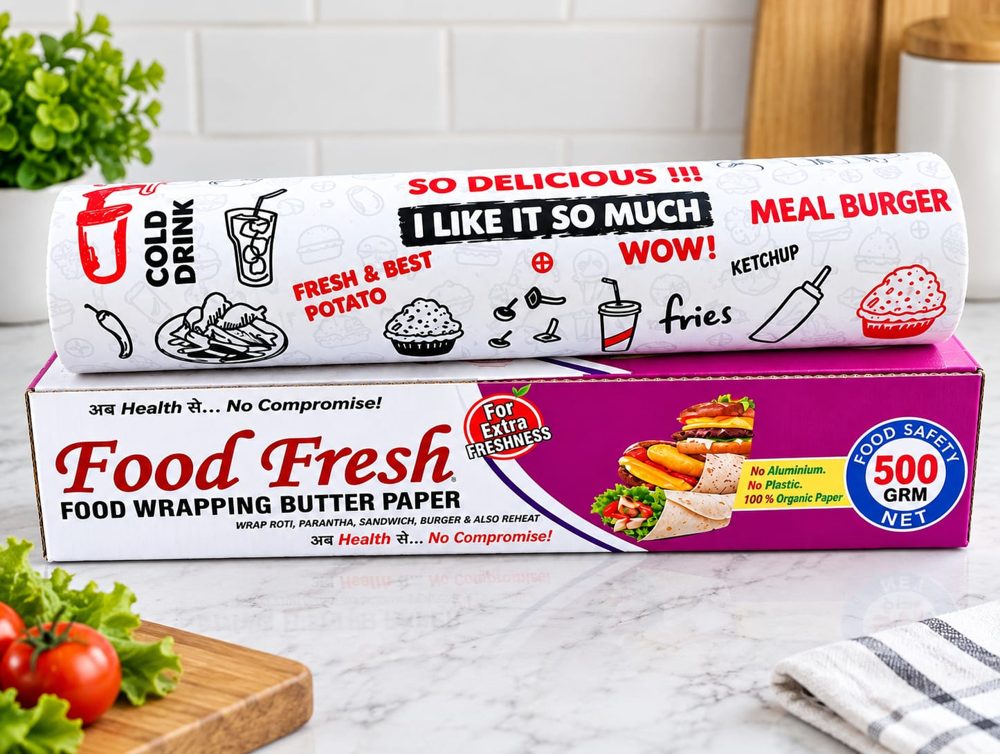 COLD
DRINK
SO DELICIOUS !!!
I LIKE IT SO MUCH
WOW!
MEAL BURGER
FRESH & BEST
POTATO
KETCHUP
fries
अब Health से... No Compromise!
Food Fresh®
FOOD WRAPPING BUTTER PAPER
WRAP ROTI, PARANTHA, SANDWICH, BURGER & ALSO REHEAT
अब Health से... No Compromise!
For
Extra
FRESHNESS
No Aluminium.
No Plastic.
100 % Organic Paper
FOOD SAFETY
500
GRM
NET